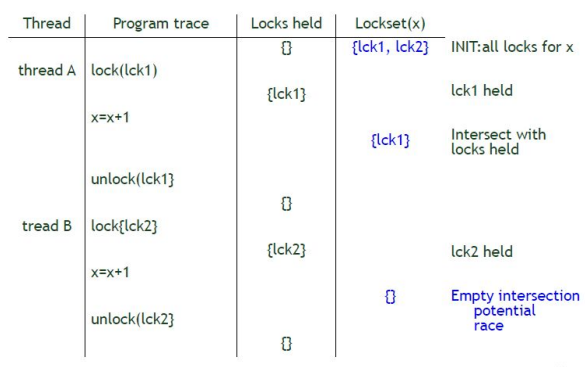 Thread Program trace Locks held Lockset(x)
{} {lck1, lck2} INIT:all locks for x
thread A lock(lck1)
{lck1} lck1 held
x=x+1
{lck1} Intersect with
locks held
unlock(lck1}
{}
tread B lock{lck2}
{lck2} lck2 held
x=x+1
{} Empty intersection
potential
unlock(lck2} race
{}